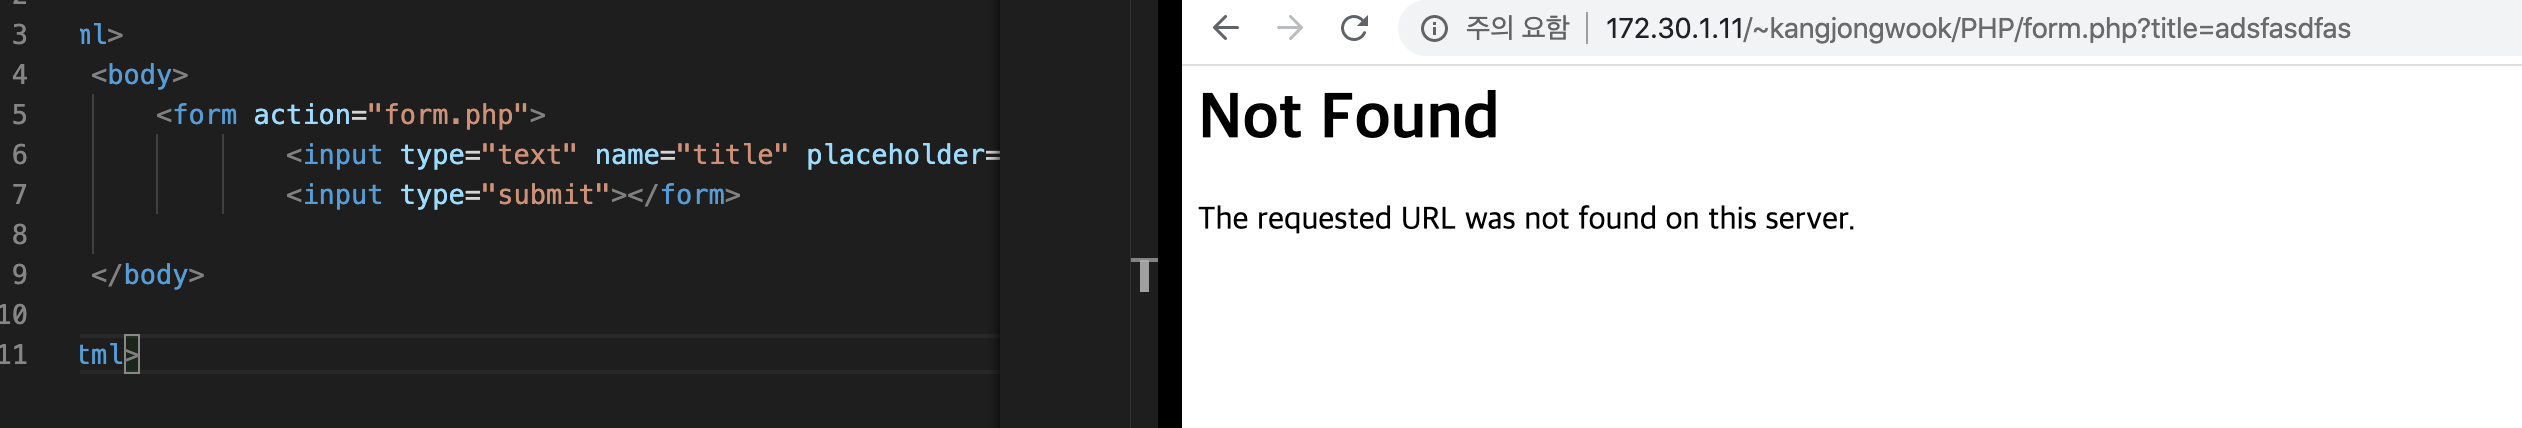 3 ml>
4 <body>
5 <form action="form.php">
6 <input type="text" name="title" placeholder=
7 <input type="submit"></form>
8
9 </body>
10
11 tml>
주의 요함 172.30.1.11/~kangjongwook/PHP/form.php?title=adsfasdfas
Not Found
The requested URL was not found on this server.